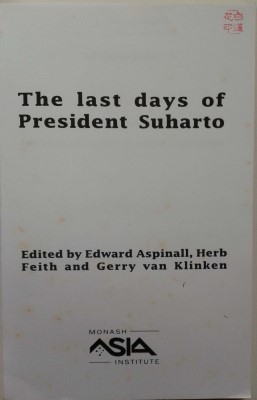 The last days of
President Suharto
Edited by Edward Aspinall, Herb
Feith and Gerry van Klinken
MONASH
ASIA
INSTITUTE